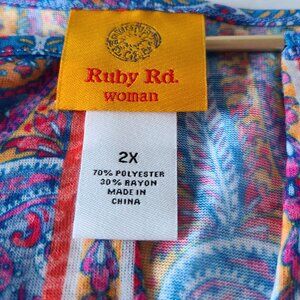 Ruby Rd.
woman
2X
70% POLYESTER
30% RAYON
MADE IN
CHINA